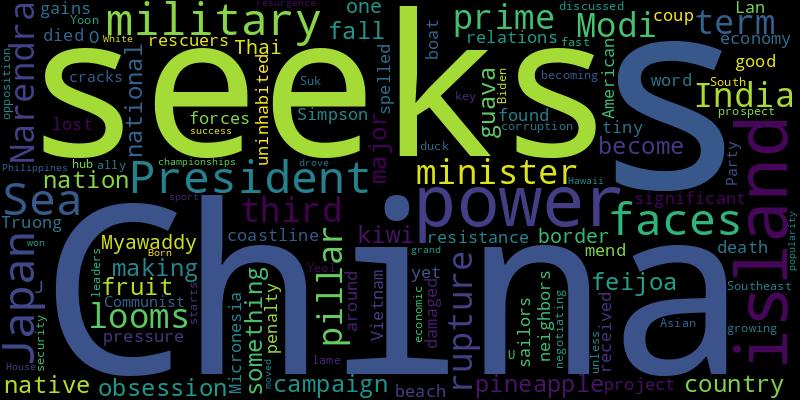 seeks
S
China
power
island
military
President
Japan
Sea
India
term
prime
Modi
faces
minister
looms
third
pillar
rupture
Narendra
nation
national
major
guava
become
country
native
obsession
campaign
pineapple
feijoa
kiwi
making
fruit
Myawaddy
something
coastline
resistance
border
significant
neighbors
sailors
damaged
Micronesia
Vietnam
penalty
around
received
project
beach
mend
death
yet
pressure
Communist
Truong
economic
leaders
security
House
won
Born
starts
sport
moved
lame
Yeol
grand
J
U
negotiating
unless
Asian
growing
Southeast
popularity
Hawaii
Party
prospect
tiny
found
corruption
becoming
word
South
Biden
key
fast
good
economy
Lan
coup
discussed
resurgence
relations
American
boat
spelled
duck
Simpson
one
fall
Thai
rescuers
forces
success
uninhabited
Suk
drove
championships
ally
hub
Philippines
lost
cracks
died
O
White
Yoon
gains
opposition